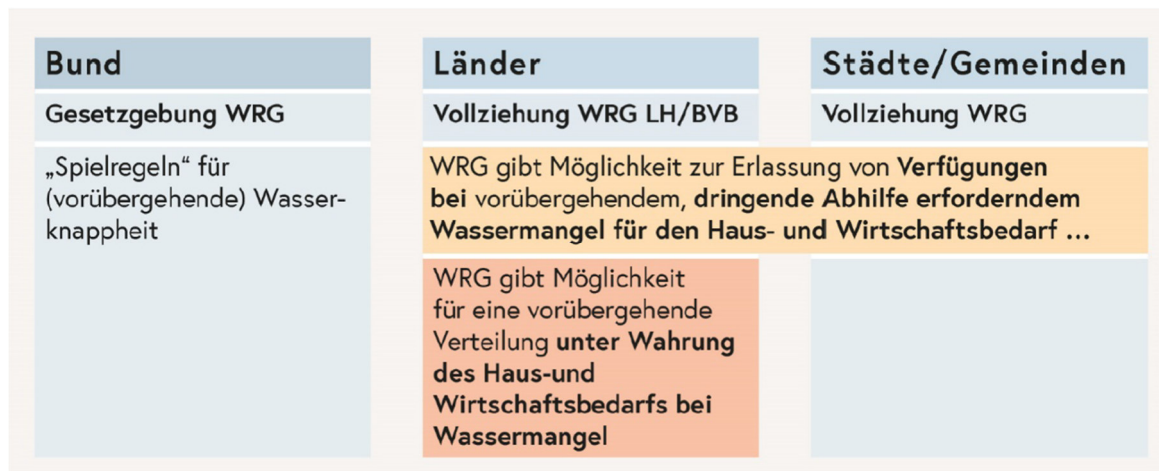 Bund
Gesetzgebung WRG
„Spielregeln“ für
(vorübergehende) Wasser-
knappheit
Länder
Vollziehung WRG LH/BVB
Städte/Gemeinden
Vollziehung WRG
WRG gibt Möglichkeit zur Erlassung von Verfügungen
bei vorübergehendem, dringende Abhilfe erforderndem
Wassermangel für den Haus- und Wirtschaftsbedarf ...
WRG gibt Möglichkeit
für eine vorübergehende
Verteilung unter Wahrung
des Haus-und
Wirtschaftsbedarfs bei
Wassermangel